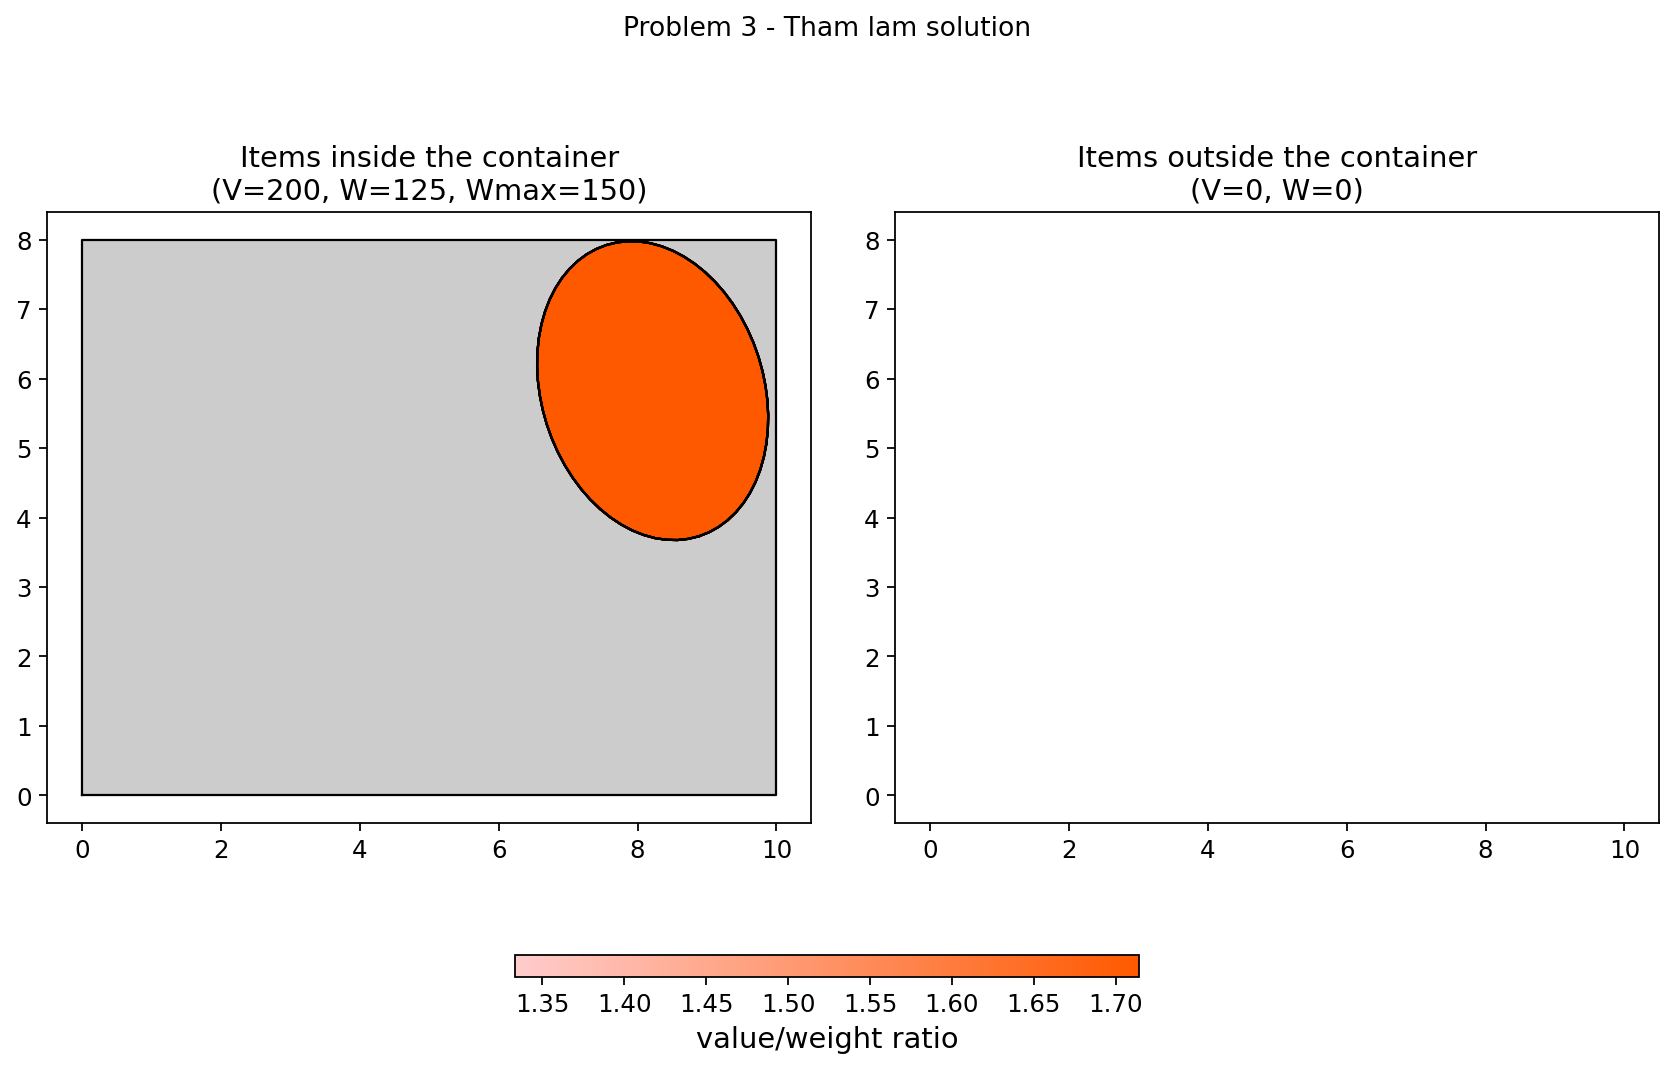 Problem 3 - Tham lam solution
Items inside the container
(V=200, W=125, Wmax=150)
8
7
6
5
4
3
2
1
0
0 2 4 6 8 10
Items outside the container
(V=0, W=0)
8
7
6
5
4
3
2
1
0
0 2 4 6 8 10
1.35 1.40 1.45 1.50 1.55 1.60 1.65 1.70
value/weight ratio